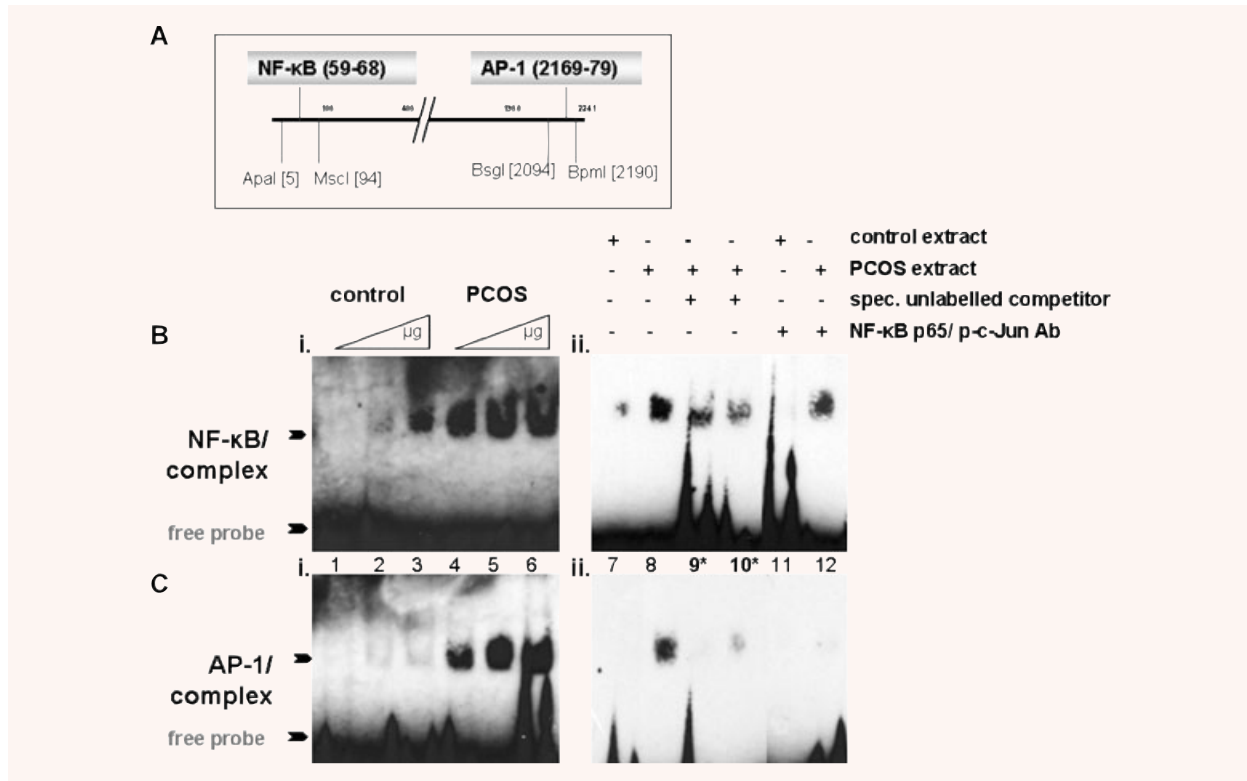 A
NF-κB (59-68) AP-1 (2169-79)
2241
ApaI [5] MscI [94] BsgI [2094] BpmI [2190]
+ - - - + - control extract
- + + + - + PCOS extract
- - + + - - spec. unlabelled competitor
- - - - + + NF-κB p65/ p-c-Jun Ab
control PCOS
B i. µg µg ii.
NF-κB/
complex
free probe
i. 1 2 3 4 5 6 ii. 7 8 9* 10* 11 12
C
AP-1/
complex
free probe